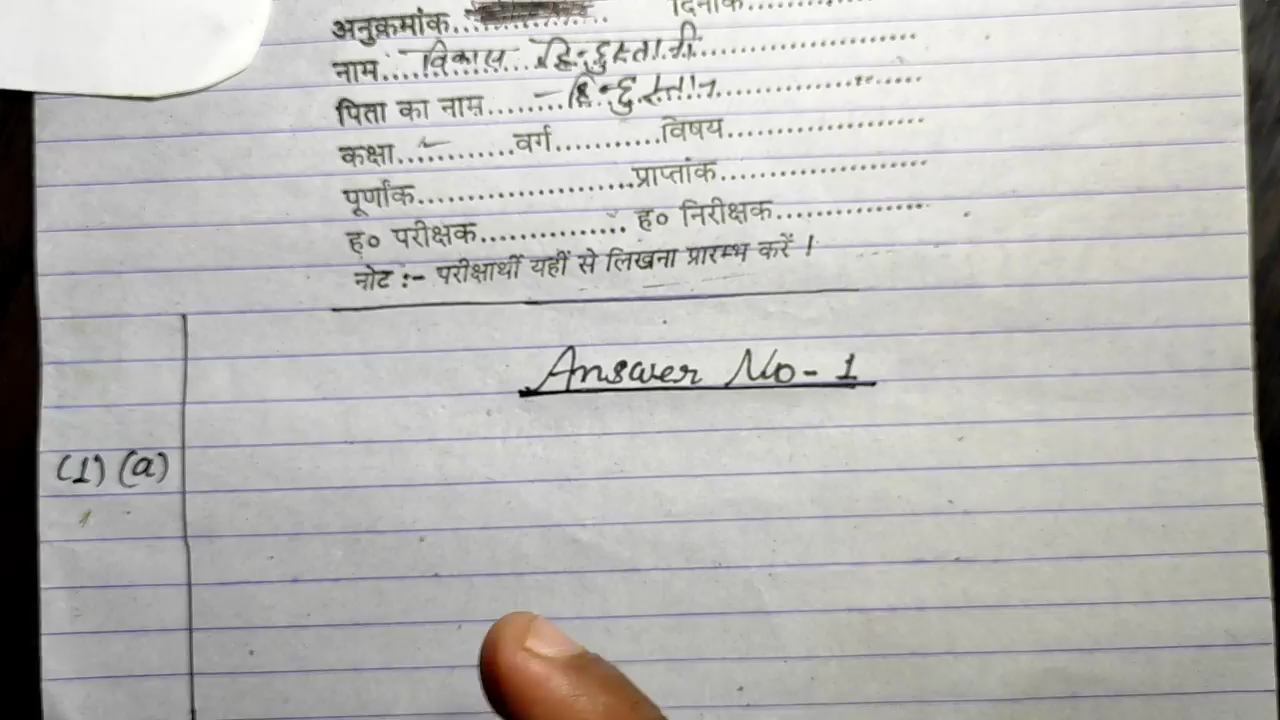 अनुक्रमांक.................. दिनांक............
नाम.... विकास हिन्दुस्तानी......................
पिता का नाम........– हिन्दुस्तान......................
कक्षा............वर्ग...........विषय....................
पूर्णांक......................प्राप्तांक.....................
ह० परीक्षक............... ह० निरीक्षक...............
नोट :- परीक्षार्थी यहीं से लिखना प्रारम्भ करें ।
Answer No - 1
(1) (a)